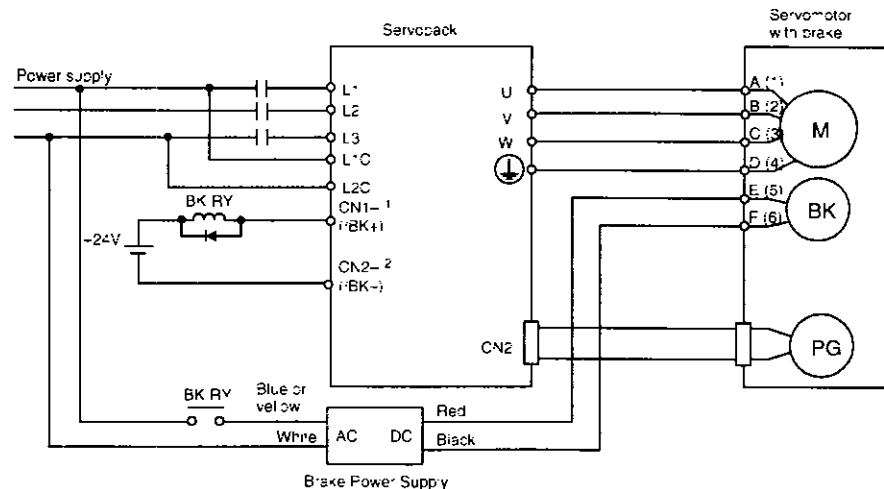 Servopack
Servomotor
with brake
Power supply
L1
L2
L3
L1C
L2C
U
V
W
A (1)
B (2)
C (3)
D (4)
E (5)
F (6)
M
BK
BK RY
CN1-*1
(/BK+)
~24V
CN2-*2
(/BK-)
CN2
PG
BK RY
Blue or
yellow
White
AC
DC
Red
Black
Brake Power Supply